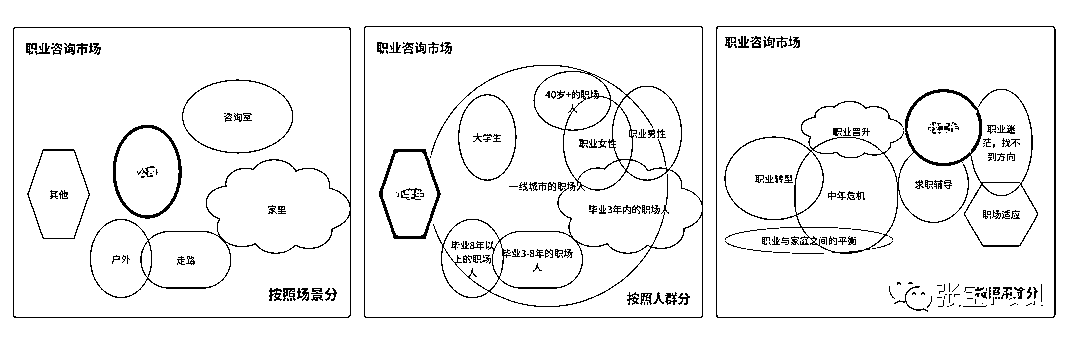 职业咨询市场
咨询室
其他
家里
户外
走路
按照场景分
职业咨询市场
40岁+的职场
人
大学生
职业男性
职业女性
一线城市的职场人
毕业3年内的职场人
毕业8年以
上的职场
人
毕业3-8年的职场
人
按照人群分
职业咨询市场
职业晋升
职业迷
茫，找不
到方向
职业转型
中年危机
求职辅导
职场适应
职业与家庭之间的平衡